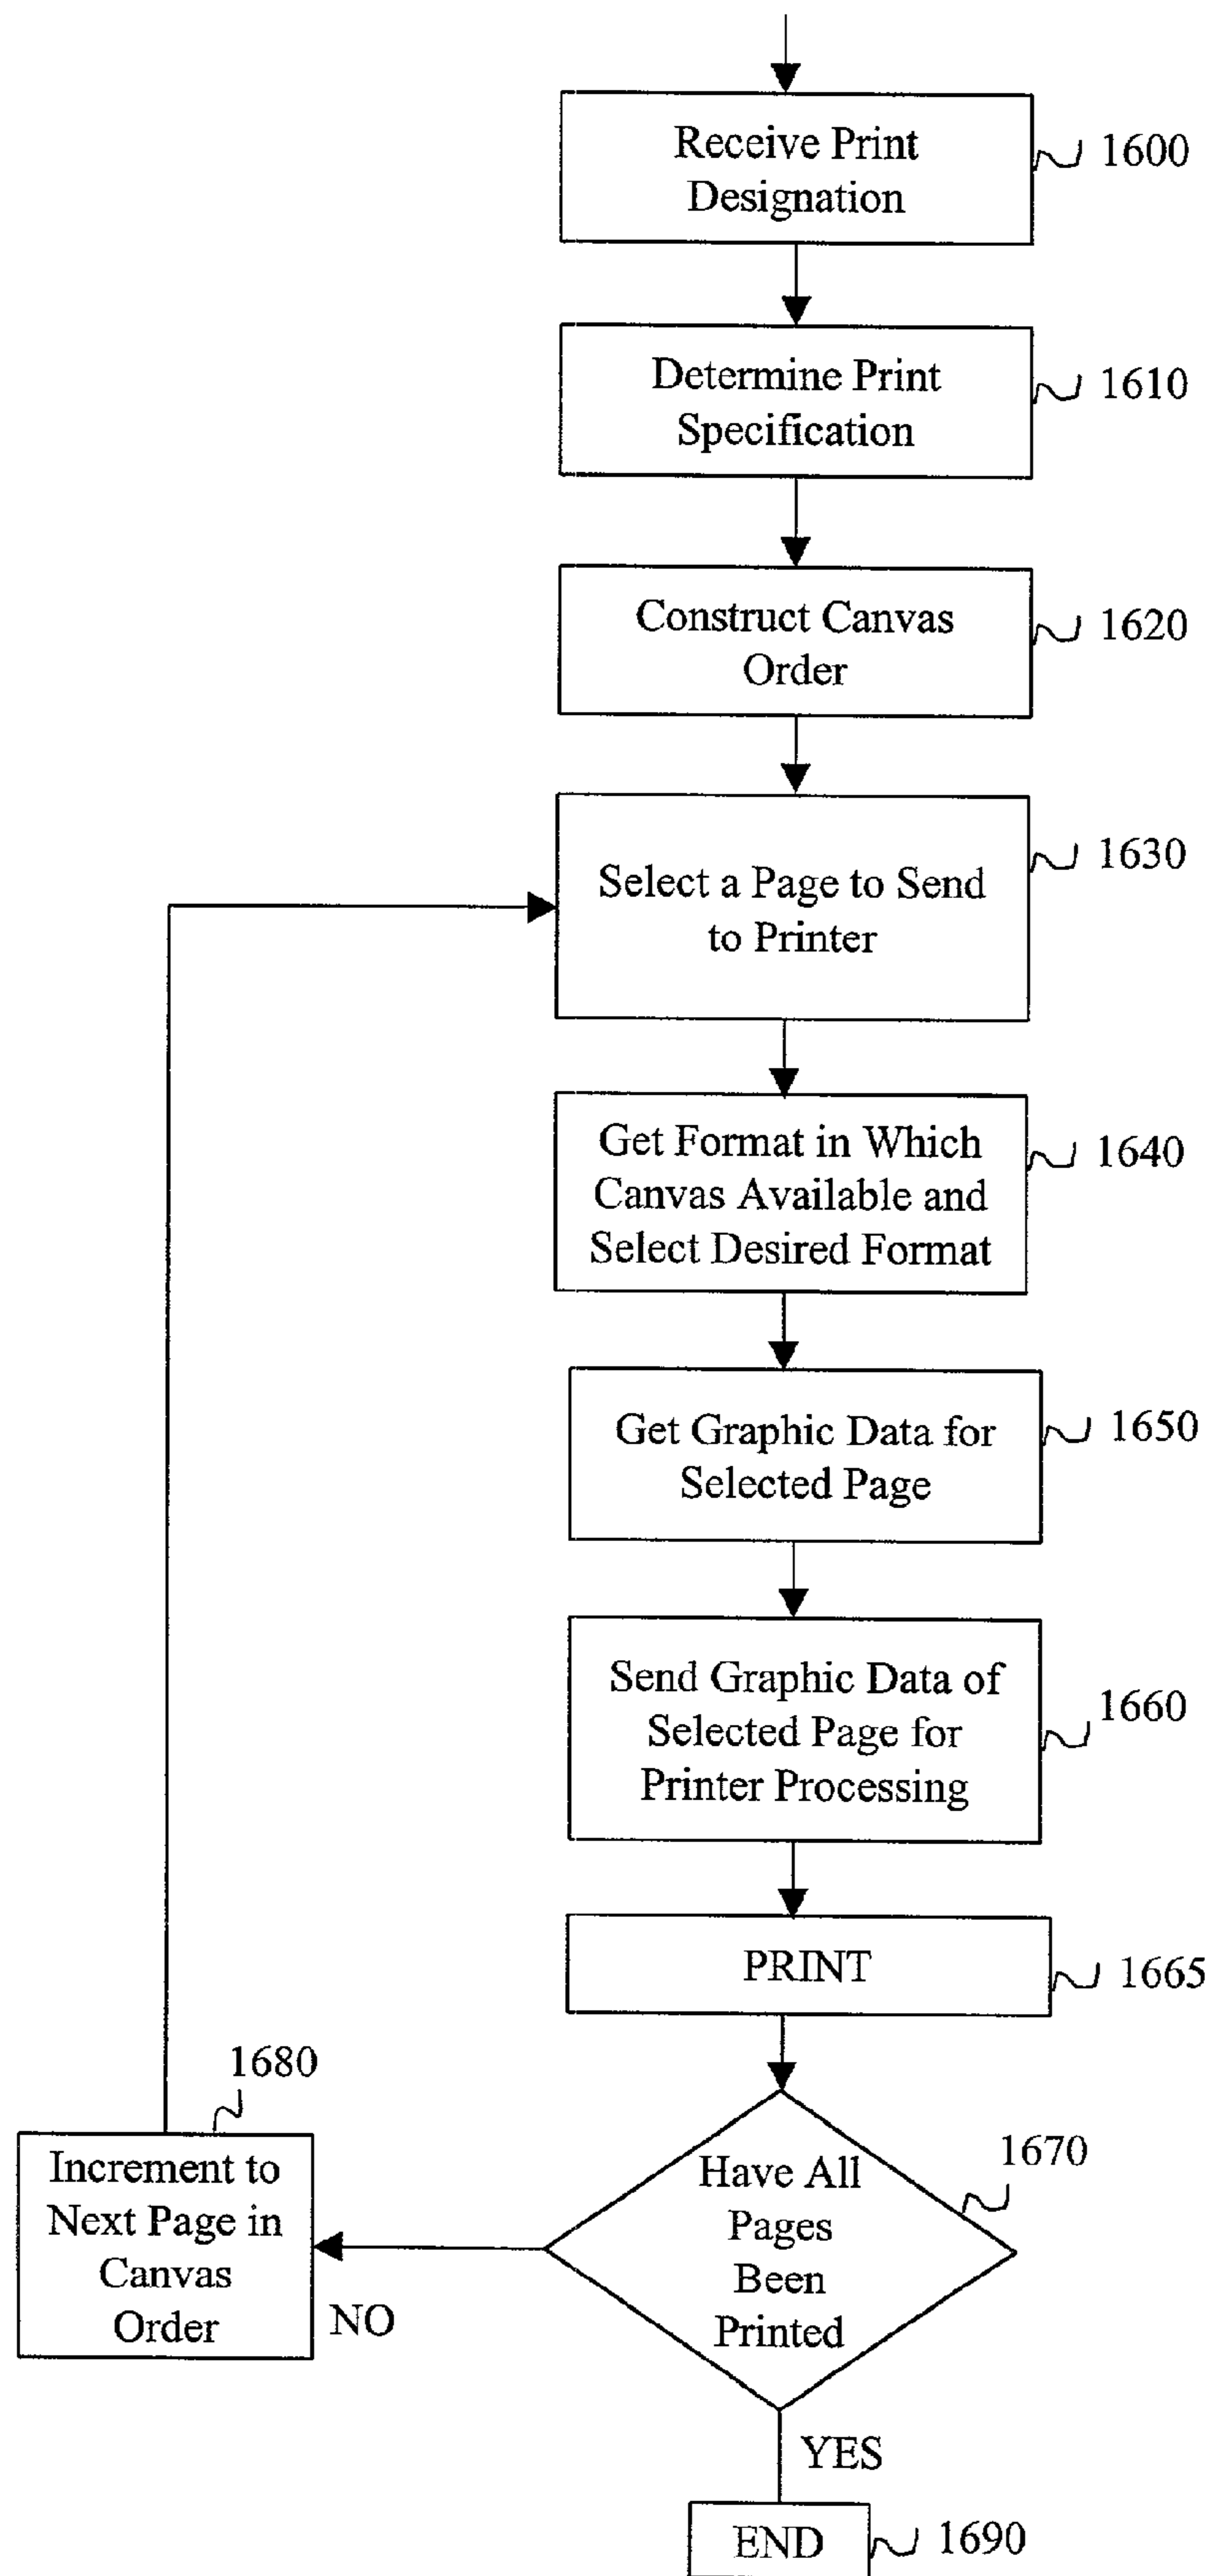 Receive Print
Designation
1600
Determine Print
Specification
1610
Construct Canvas
Order
1620
Select a Page to Send
to Printer
1630
Get Format in Which
Canvas Available and
Select Desired Format
1640
Get Graphic Data for
Selected Page
1650
Send Graphic Data of
Selected Page for
Printer Processing
1660
PRINT
1665
Have All
Pages
Been
Printed
1670
NO
1680
Increment to
Next Page in
Canvas
Order
YES
END
1690